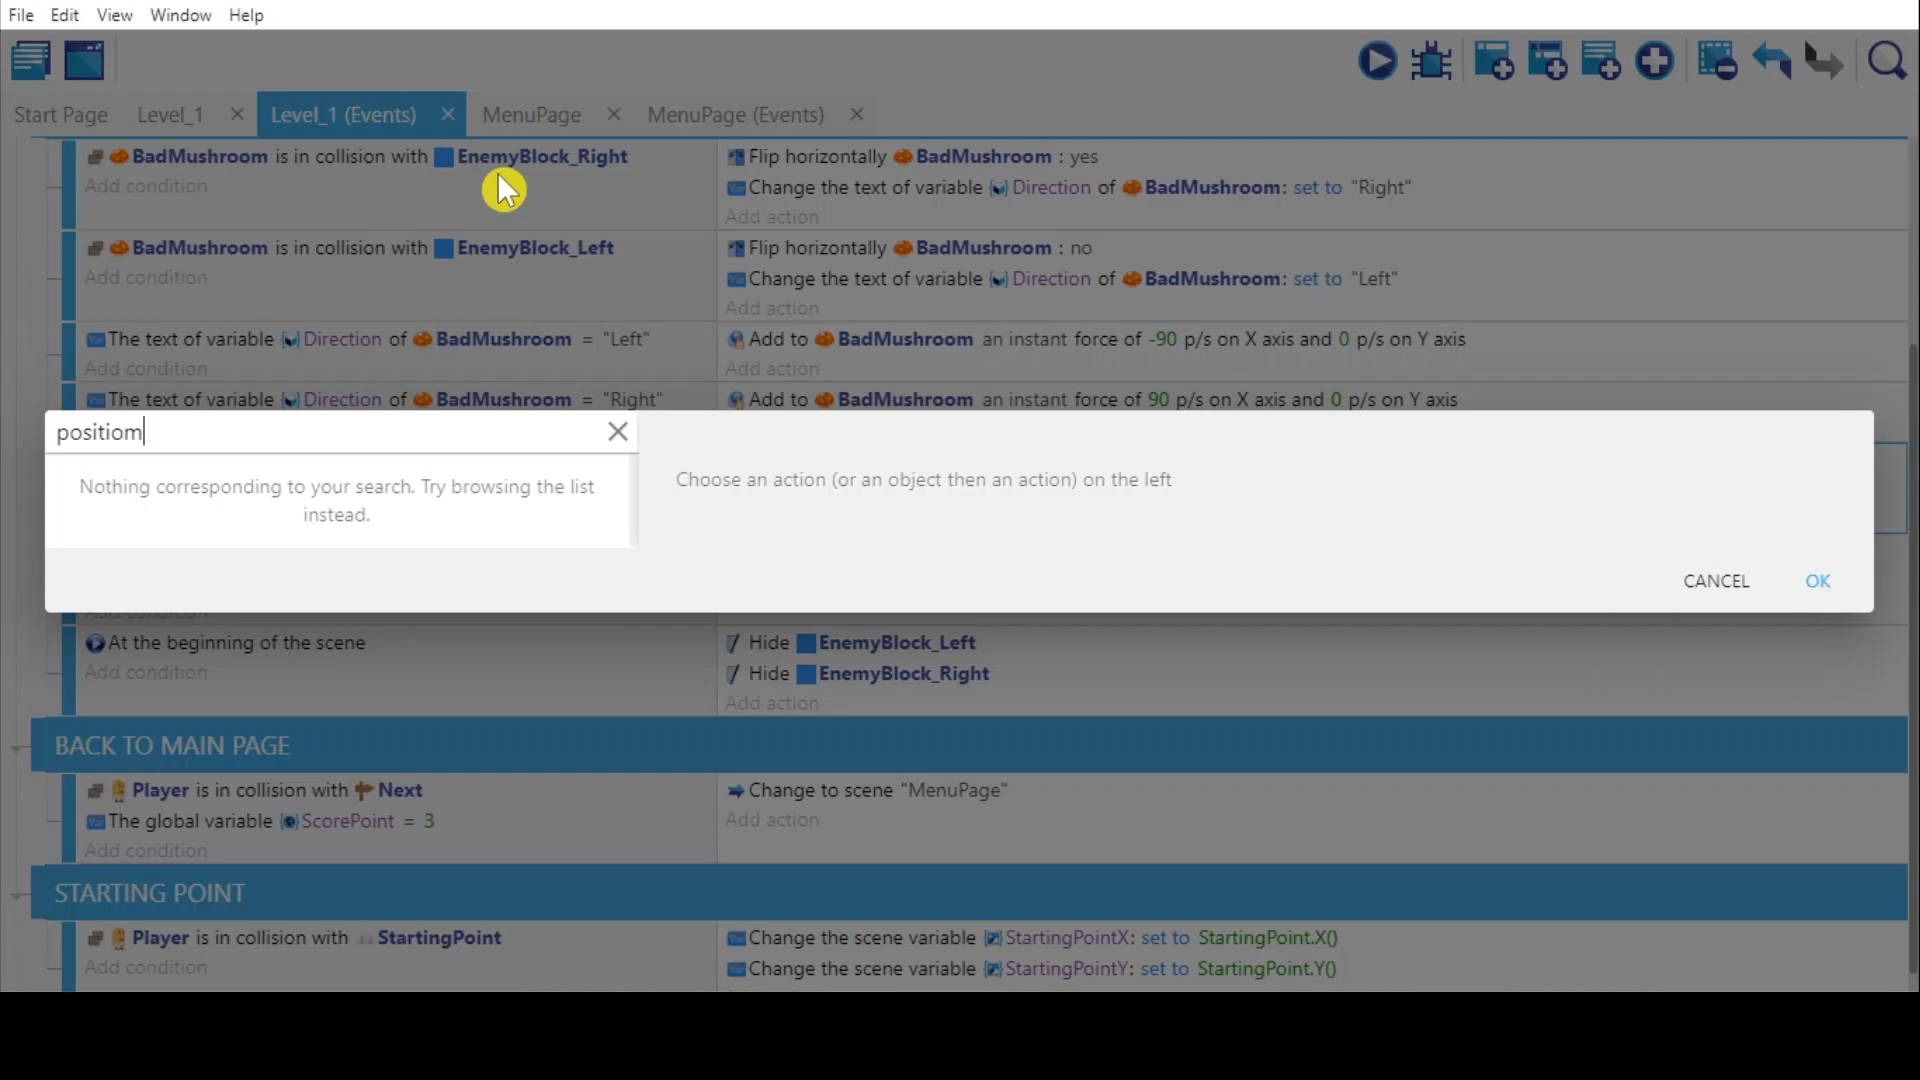 File Edit View Window Help
Start Page Level_1 Level_1 (Events) MenuPage MenuPage (Events)
BadMushroom is in collision with EnemyBlock_Right
Add condition
Flip horizontally BadMushroom : yes
Change the text of variable Direction of BadMushroom: set to "Right"
Add action
BadMushroom is in collision with EnemyBlock_Left
Add condition
Flip horizontally BadMushroom : no
Change the text of variable Direction of BadMushroom: set to "Left"
Add action
The text of variable Direction of BadMushroom = "Left"
Add condition
Add to BadMushroom an instant force of -90 p/s on X axis and 0 p/s on Y axis
Add action
The text of variable Direction of BadMushroom = "Right"
Add to BadMushroom an instant force of 90 p/s on X axis and 0 p/s on Y axis
positiom
Nothing corresponding to your search. Try browsing the list
instead.
Choose an action (or an object then an action) on the left
CANCEL OK
Add condition
At the beginning of the scene
Add condition
Hide EnemyBlock_Left
Hide EnemyBlock_Right
Add action
BACK TO MAIN PAGE
Player is in collision with Next
The global variable ScorePoint = 3
Add condition
Change to scene "MenuPage"
Add action
STARTING POINT
Player is in collision with StartingPoint
Add condition
Change the scene variable StartingPointX: set to StartingPoint.X()
Change the scene variable StartingPointY: set to StartingPoint.Y()